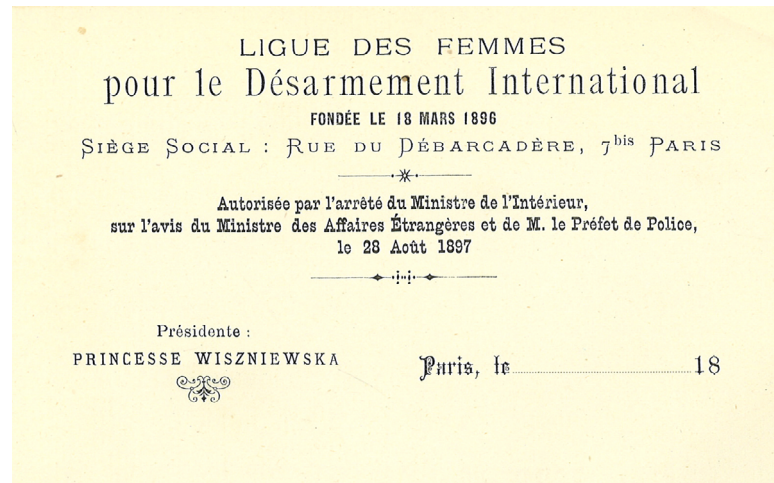 LIGUE DES FEMMES
pour le Désarmement International
FONDÉE LE 18 MARS 1896
SIÈGE SOCIAL : RUE DU DÉBARCADÈRE, 7bis PARIS
Autorisée par l'arrêté du Ministre de l'Intérieur,
sur l'avis du Ministre des Affaires Étrangères et de M. le Préfet de Police,
le 28 Août 1897
Présidente :
PRINCESSE WISZNIEWSKA
Paris, le 18